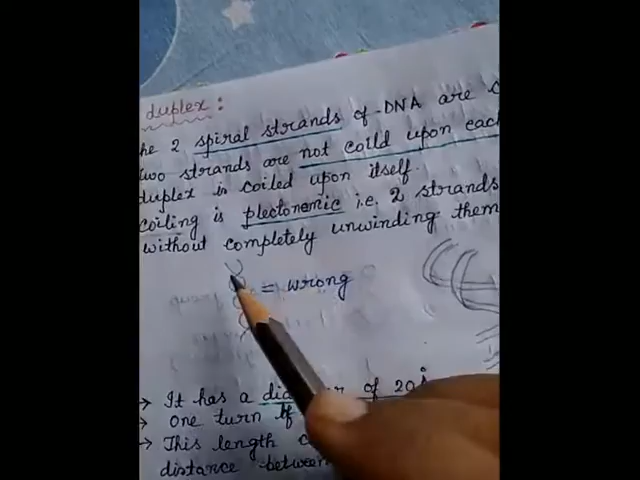 duplex :
he 2 spiral strands of DNA are
two strands are not coild upon each
duplex is coiled upon itself.
coiling is plectonemic i.e. 2 strands
without completely unwinding them
= wrong
→ It has a of 20
→ one turn
→ This length
distance between